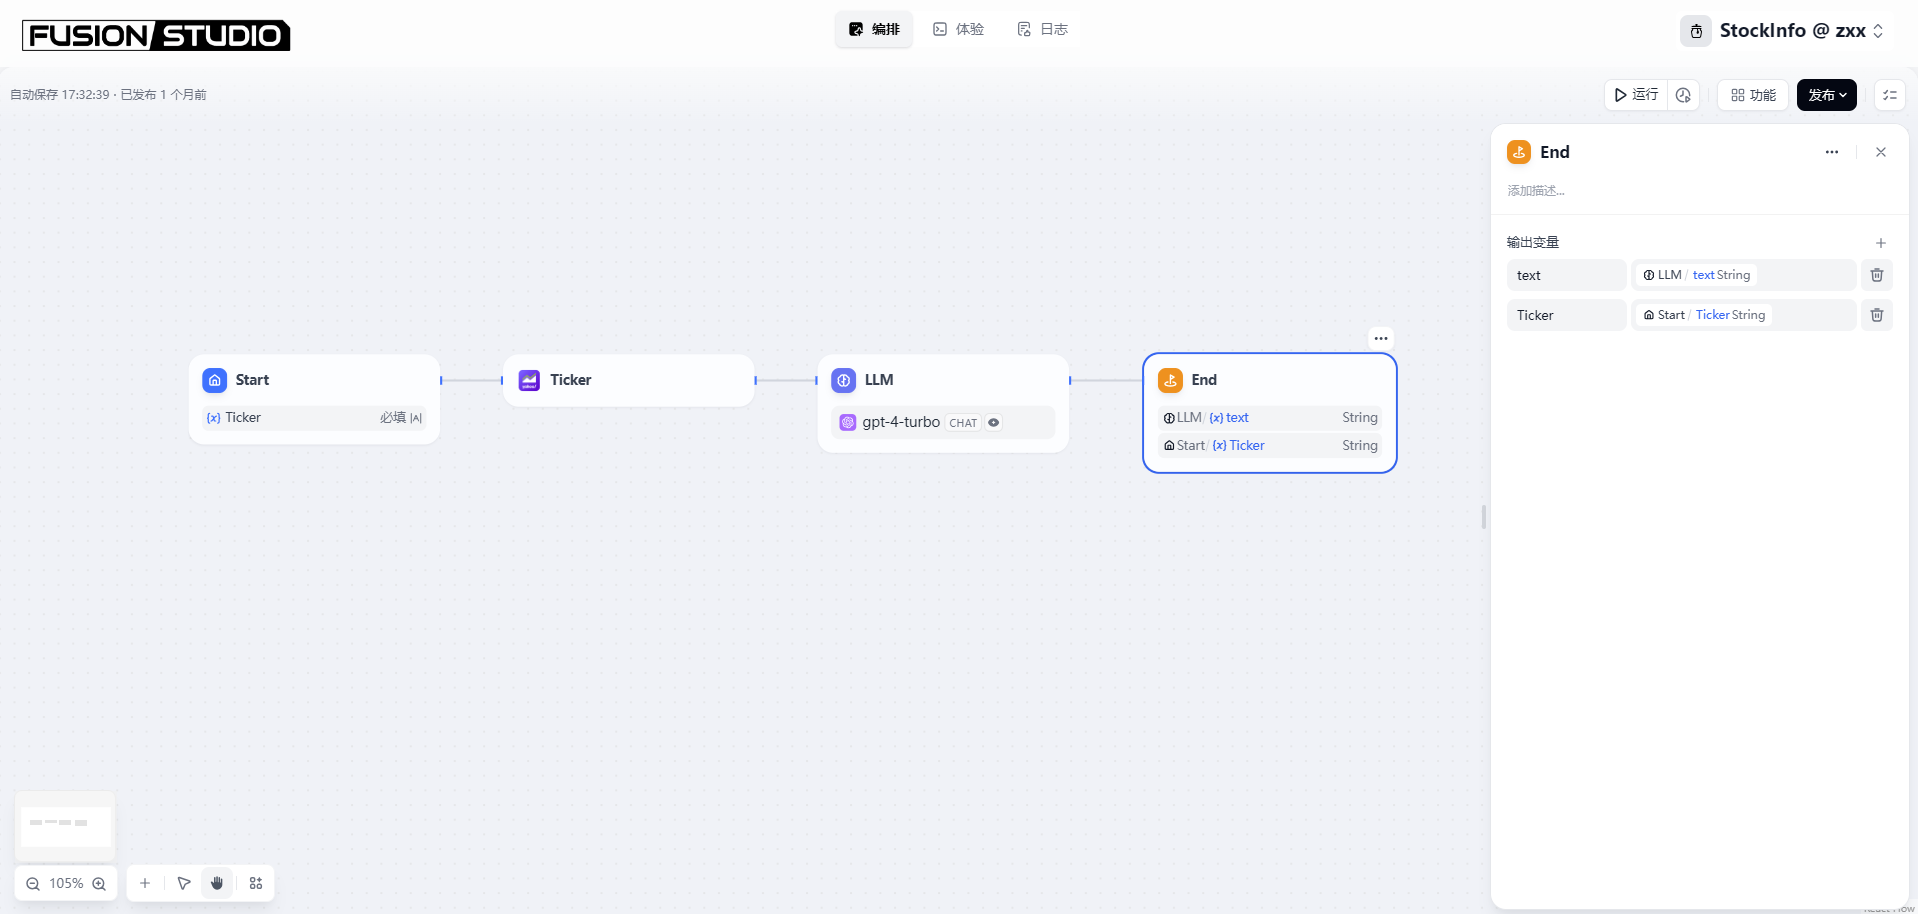 FUSION/STUDIO
编排
体验
日志
StockInfo @ zxx
自动保存 17:32:39 · 已发布 1 个月前
运行
功能
发布
End
添加描述...
输出变量
text
LLM / text String
Ticker
Start / Ticker String
Start
{x} Ticker 必填
Ticker
LLM
gpt-4-turbo CHAT
End
LLM / {x} text String
Start / {x} Ticker String
105%
React Flow